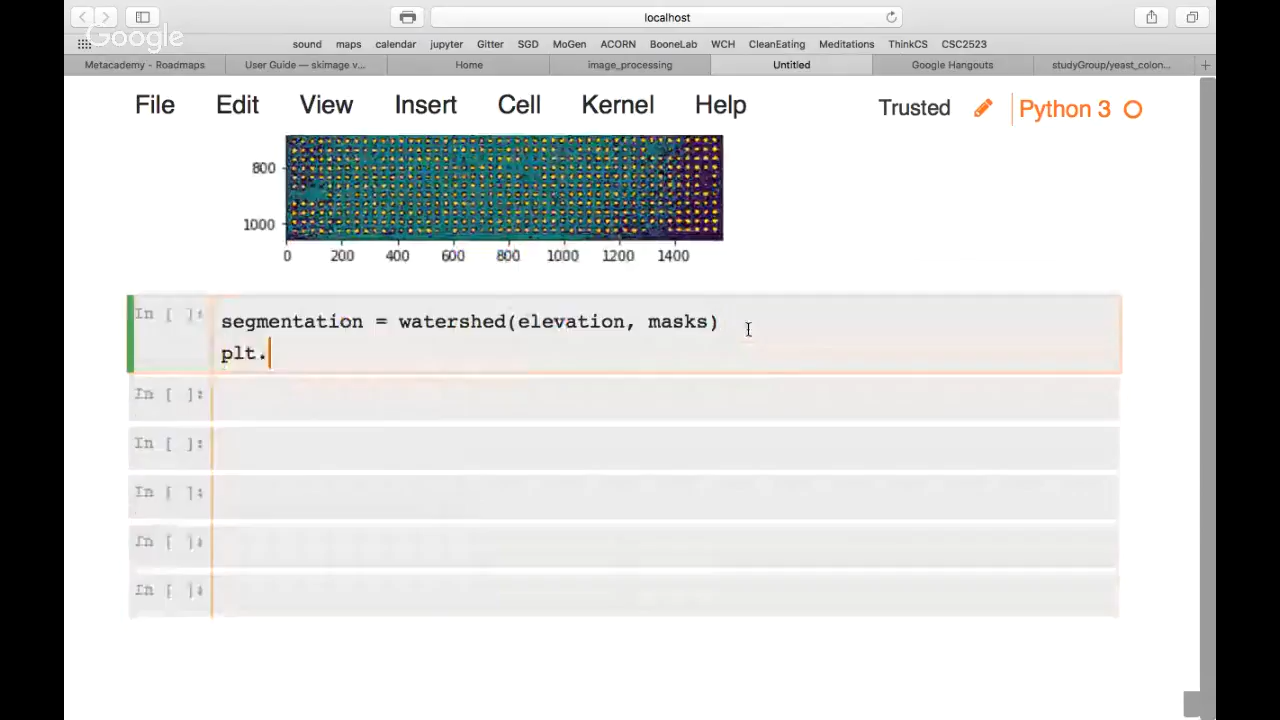 localhost
Google
sound maps calendar jupyter Gitter SGD MoGen ACORN BooneLab WCH CleanEating Meditations ThinkCS CSC2523
Metacademy - Roadmaps User Guide — skimage v... Home image_processing Untitled Google Hangouts studyGroup/yeast_colon...
File Edit View Insert Cell Kernel Help Trusted Python 3
800
1000
0 200 400 600 800 1000 1200 1400
In [ ]: segmentation = watershed(elevation, masks)
plt.
In [ ]:
In [ ]:
In [ ]:
In [ ]:
In [ ]: